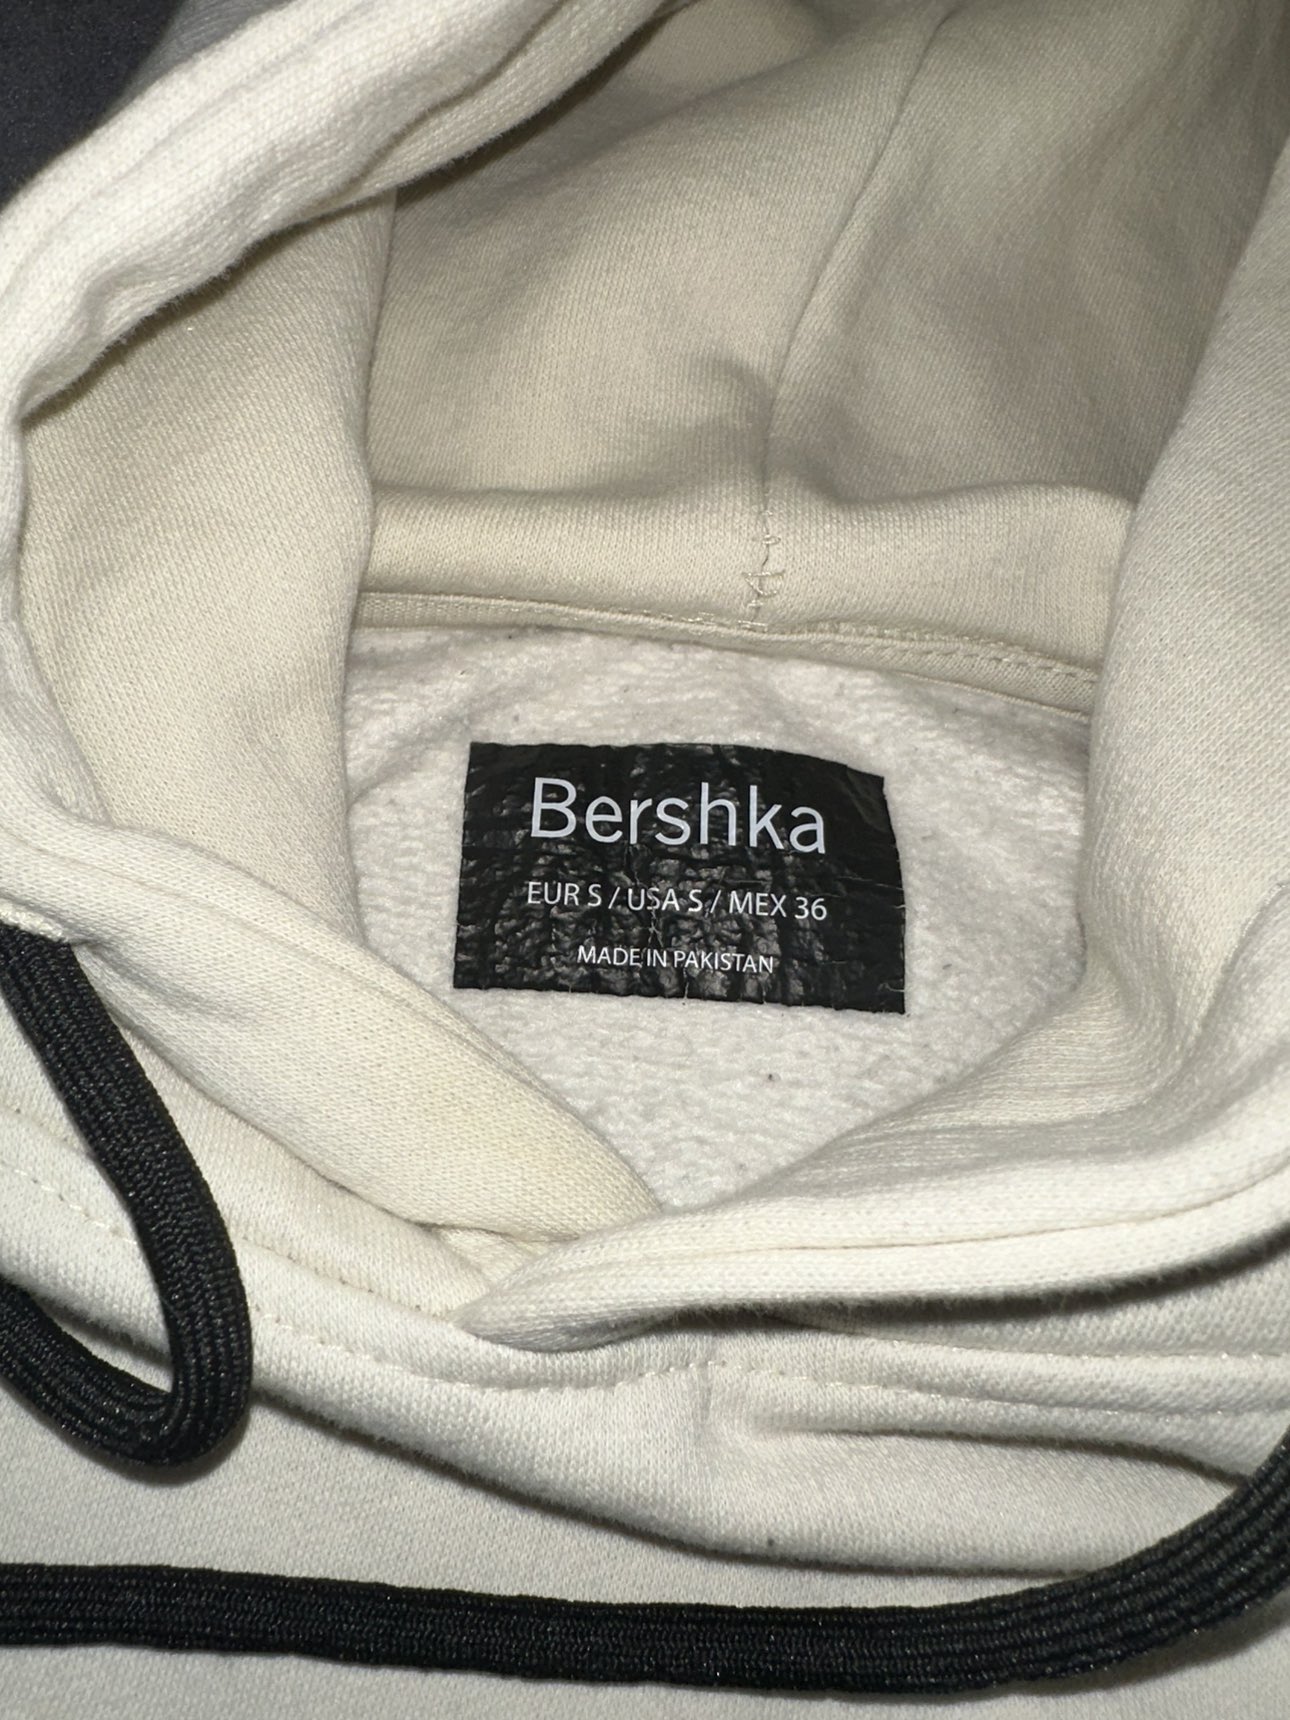 Bershka
EUR S / USA S / MEX 36
MADE IN PAKISTAN